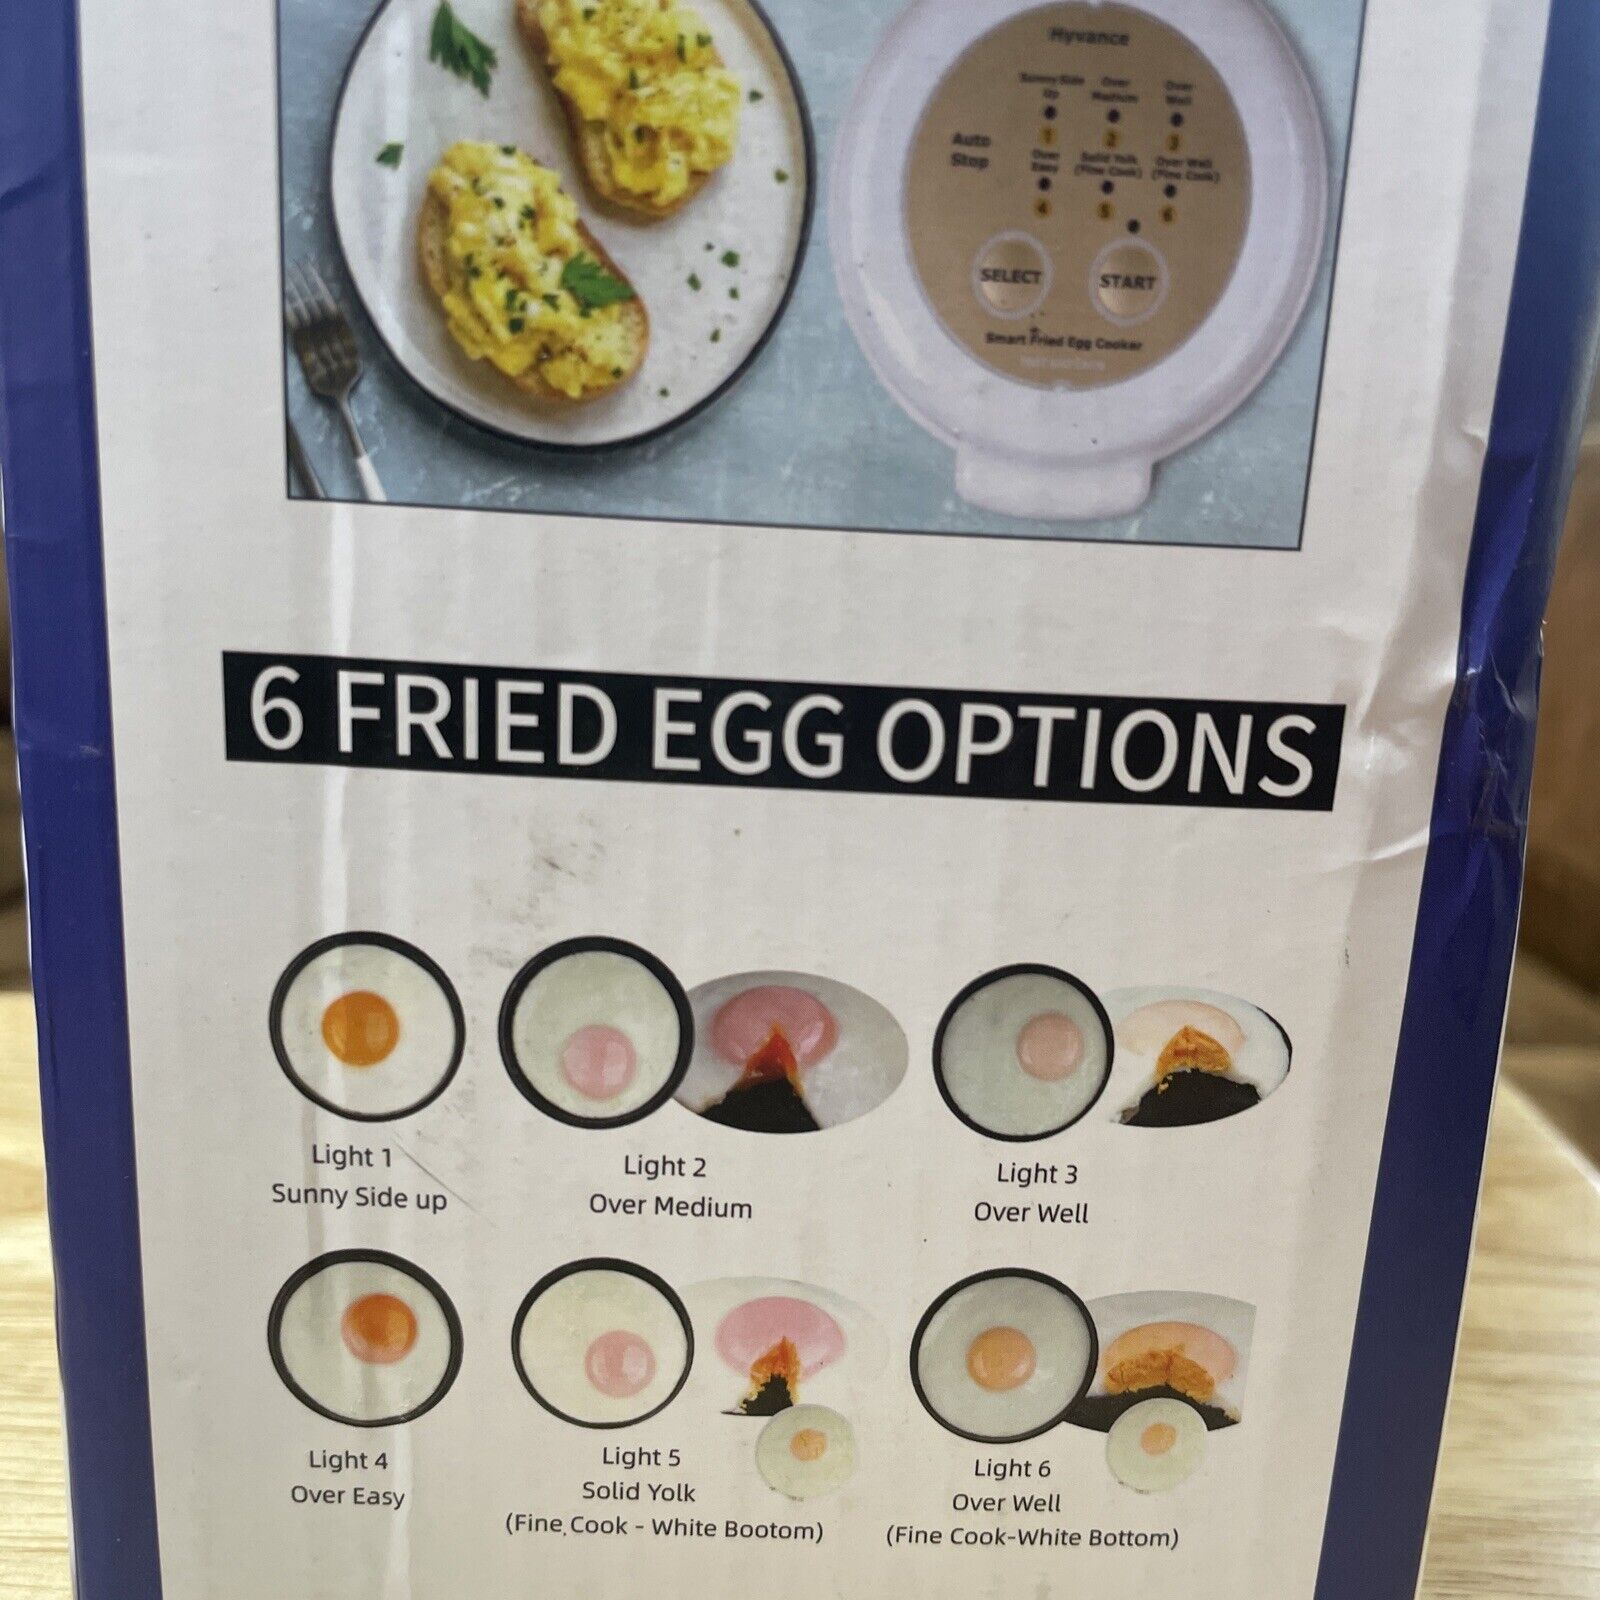 Hyvance
Sunny Side Up
Over Medium
Over Well
1
2
3
Auto Stop
Over Easy
Solid Yolk (Fine Cook)
Over Well (Fine Cook)
4
5
6
SELECT
START
Smart Fried Egg Cooker
6 FRIED EGG OPTIONS
Light 1
Sunny Side up
Light 2
Over Medium
Light 3
Over Well
Light 4
Over Easy
Light 5
Solid Yolk
(Fine Cook - White Bootom)
Light 6
Over Well
(Fine Cook-White Bottom)